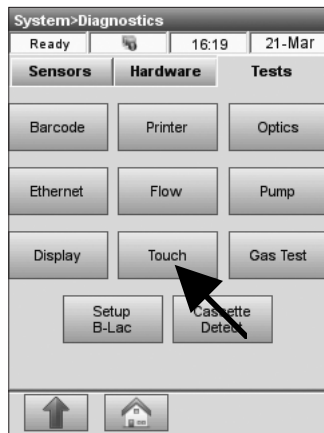 System>Diagnostics
Ready 16:19 21-Mar
Sensors Hardware Tests
Barcode Printer Optics
Ethernet Flow Pump
Display Touch Gas Test
Setup Cassette
B-Lac Detect